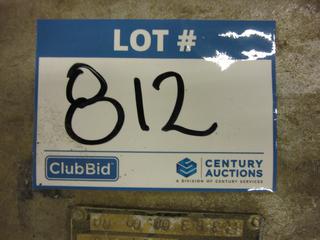 LOT #
812
ClubBid
CENTURY
AUCTIONS
A DIVISION OF CENTURY SERVICES